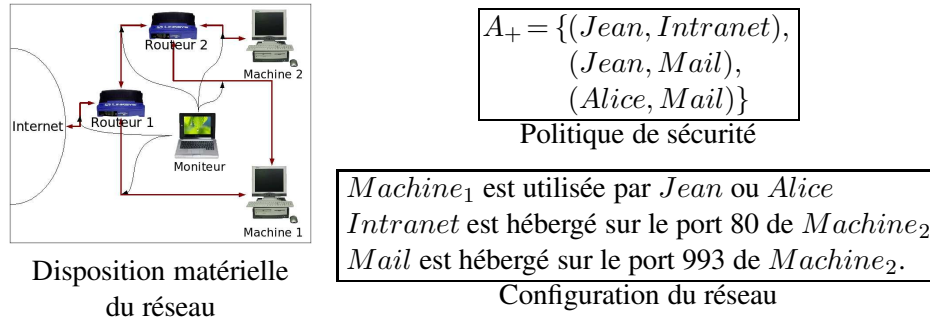 Routeur 2
Machine 2
Internet
Routeur 1
Moniteur
Machine 1
Disposition matérielle
du réseau
A₊ = {(Jean, Intranet),
(Jean, Mail),
(Alice, Mail)}
Politique de sécurité
Machine₁ est utilisée par Jean ou Alice
Intranet est hébergé sur le port 80 de Machine₂
Mail est hébergé sur le port 993 de Machine₂.
Configuration du réseau